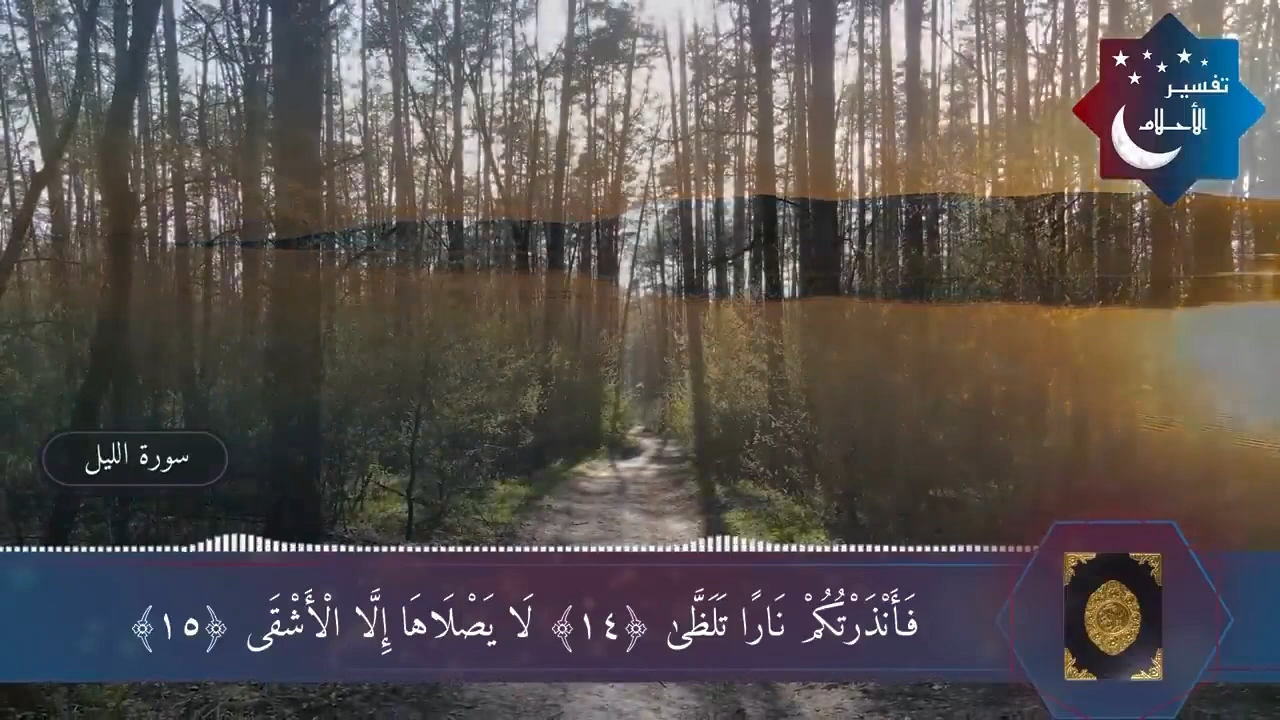 تفسير
الأحلام
سورة الليل
فَأَنْذَرْتُكُمْ نَارًا تَلَظَّىٰ ﴿١٤﴾ لَا يَصْلَاهَا إِلَّا الْأَشْقَى ﴿١٥﴾